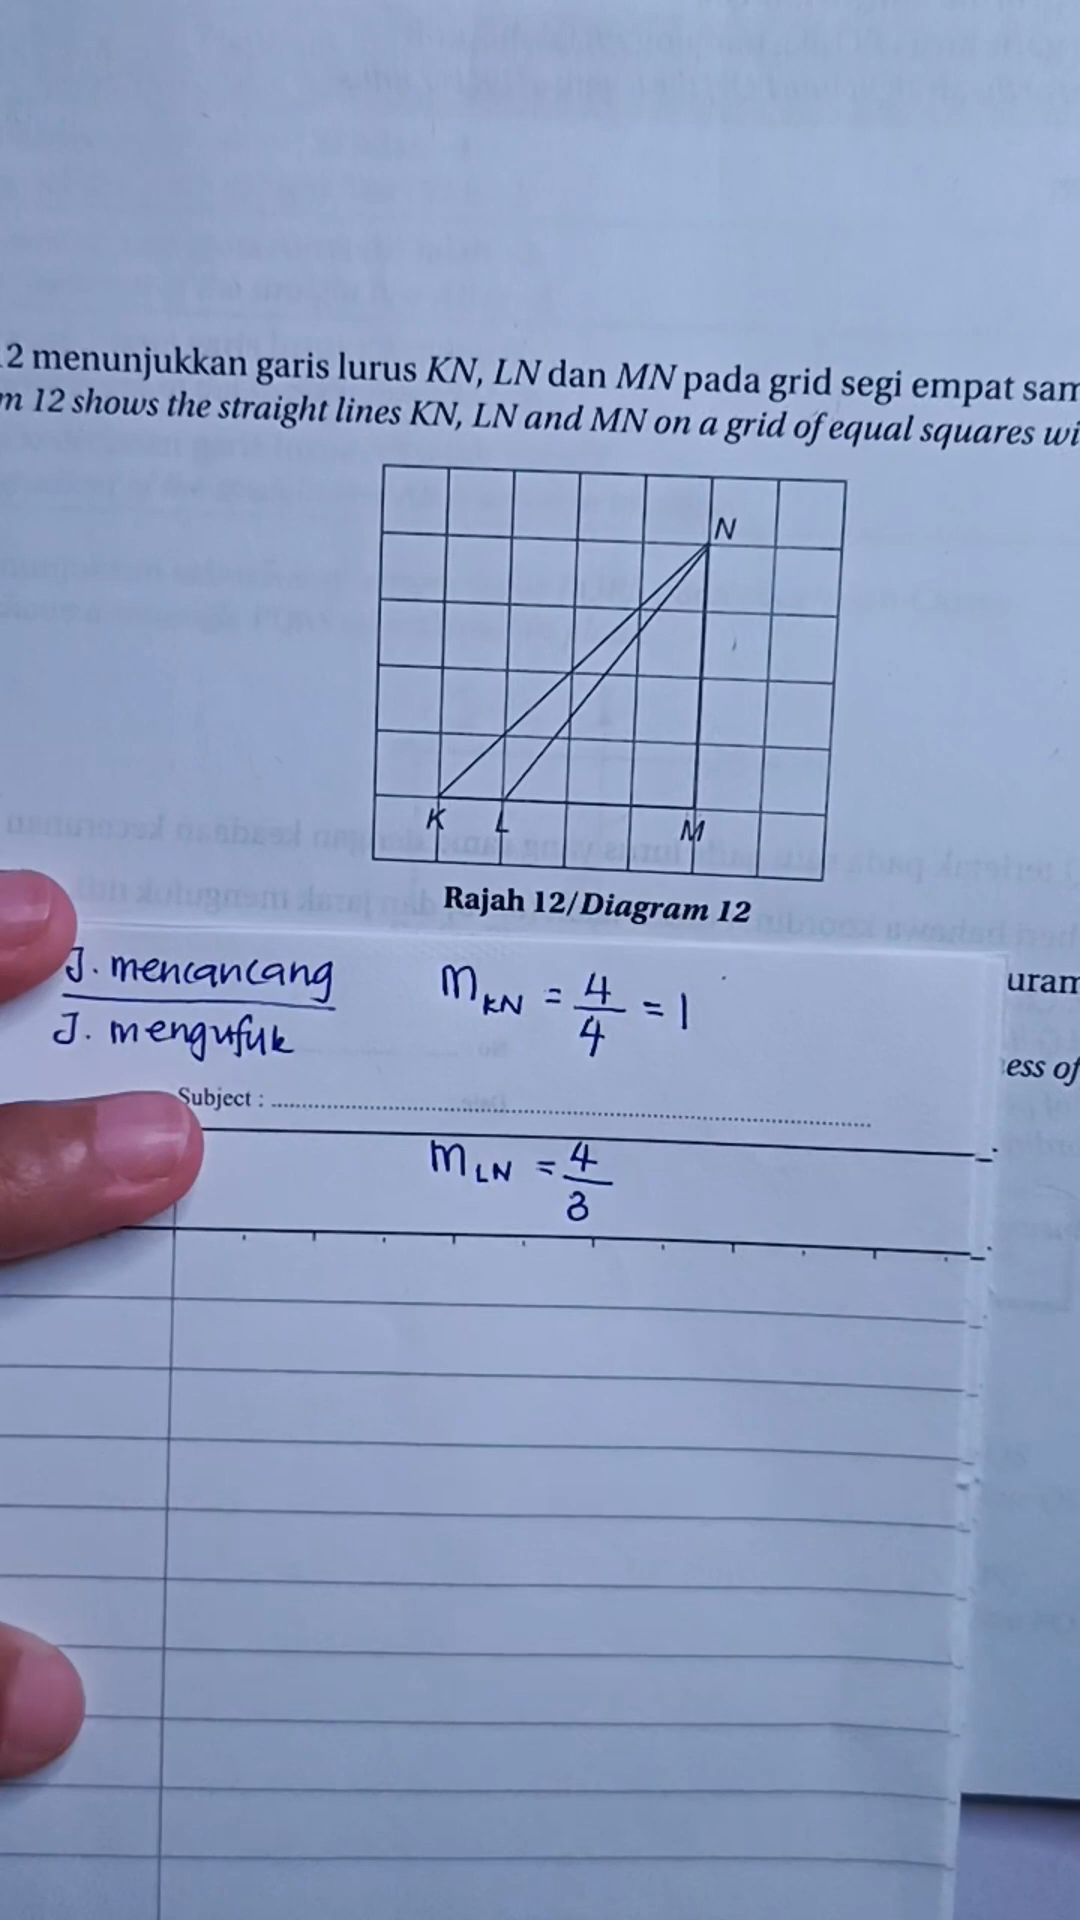 2 menunjukkan garis lurus KN, LN dan MN pada grid segi empat sam
m 12 shows the straight lines KN, LN and MN on a grid of equal squares wi
N
K L M
Rajah 12/Diagram 12
J. mencancang
J. mengufuk
m KN = 4/4 = 1
uram
ess of
Subject :
m LN = 4/3